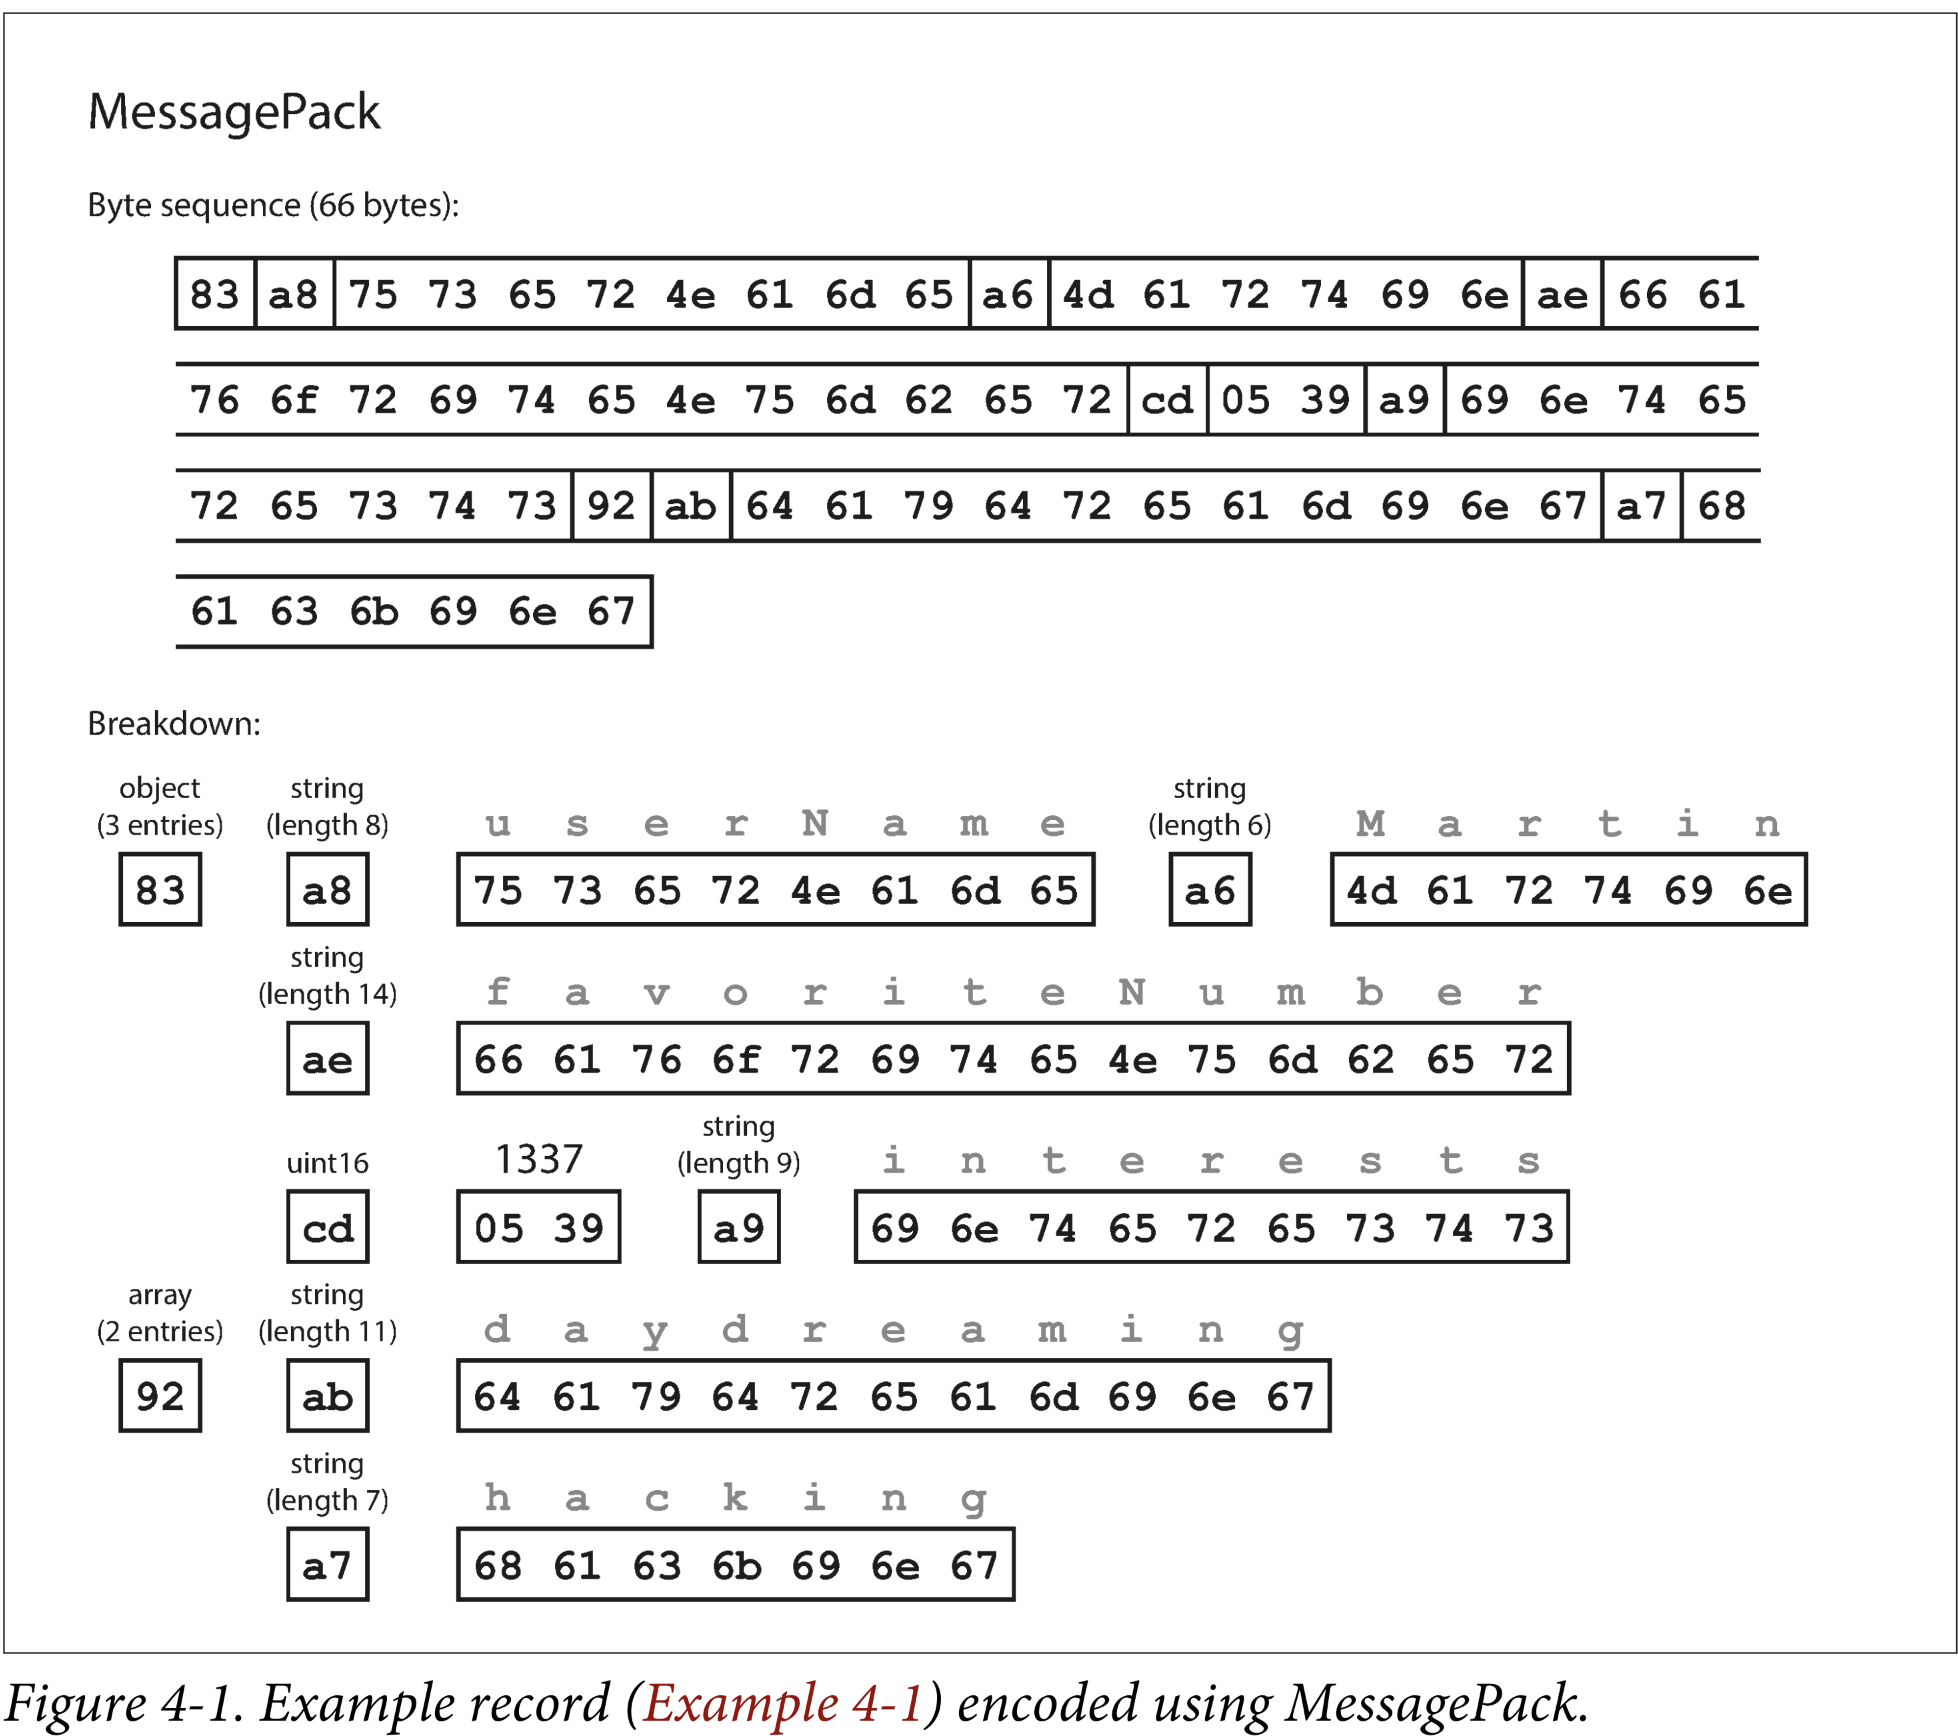 MessagePack
Byte sequence (66 bytes):
83 a8 75 73 65 72 4e 61 6d 65 a6 4d 61 72 74 69 6e ae 66 61
76 6f 72 69 74 65 4e 75 6d 62 65 72 cd 05 39 a9 69 6e 74 65
72 65 73 74 73 92 ab 64 61 79 64 72 65 61 6d 69 6e 67 a7 68
61 63 6b 69 6e 67
Breakdown:
object string string
(3 entries) (length 8) u s e r N a m e (length 6) M a r t i n
83 a8 75 73 65 72 4e 61 6d 65 a6 4d 61 72 74 69 6e
string
(length 14) f a v o r i t e N u m b e r
ae 66 61 76 6f 72 69 74 65 4e 75 6d 62 65 72
string
uint16 1337 (length 9) i n t e r e s t s
cd 05 39 a9 69 6e 74 65 72 65 73 74 73
array string
(2 entries) (length 11) d a y d r e a m i n g
92 ab 64 61 79 64 72 65 61 6d 69 6e 67
string
(length 7) h a c k i n g
a7 68 61 63 6b 69 6e 67
Figure 4-1. Example record (Example 4-1) encoded using MessagePack.